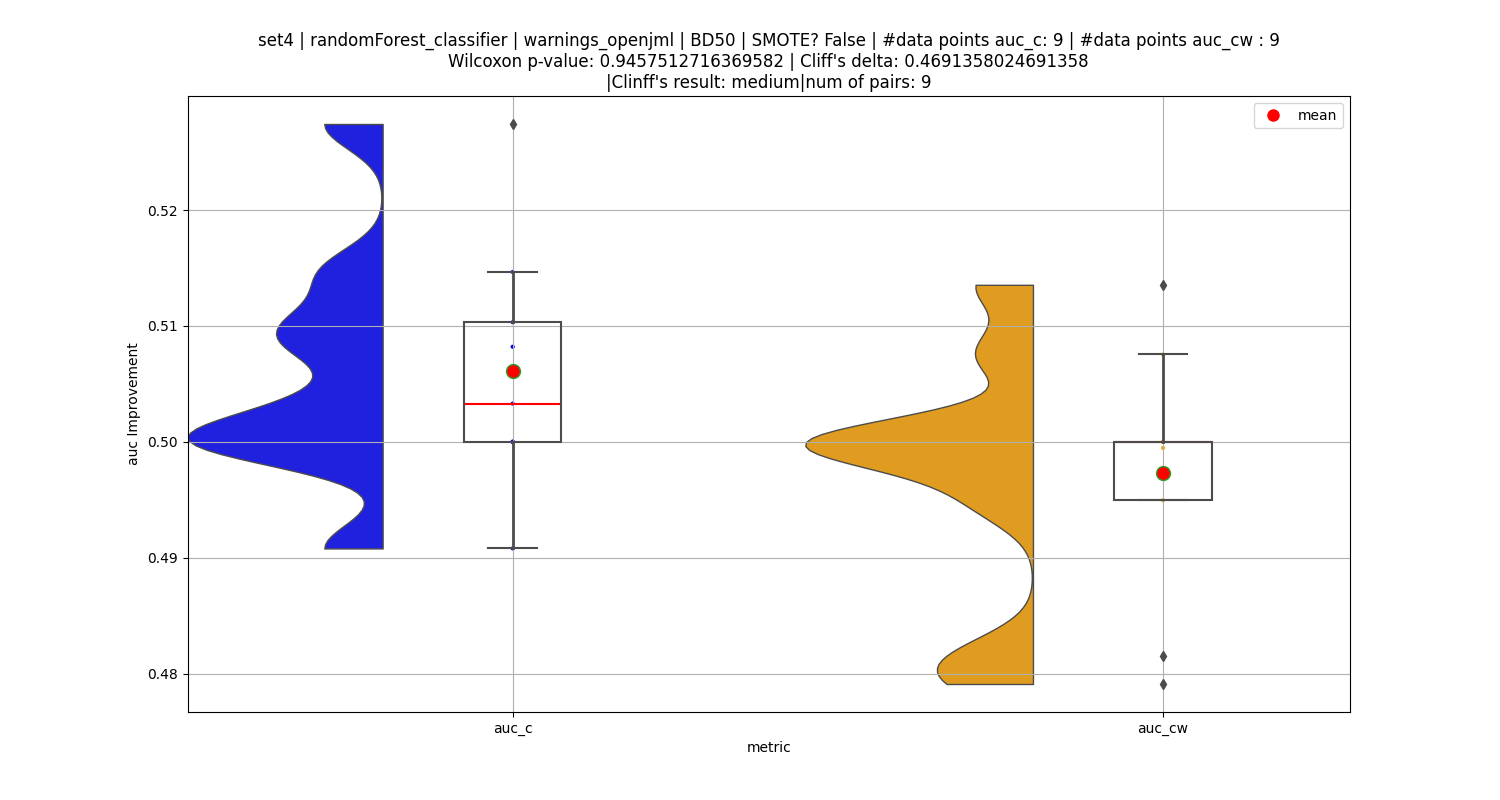 set4 | randomForest_classifier | warnings_openjml | BD50 | SMOTE? False | #data points auc_c: 9 | #data points auc_cw : 9
Wilcoxon p-value: 0.9457512716369582 | Cliff's delta: 0.4691358024691358
|Clinff's result: medium|num of pairs: 9
mean
0.52
0.51
0.50
0.49
0.48
auc Improvement
auc_c
auc_cw
metric